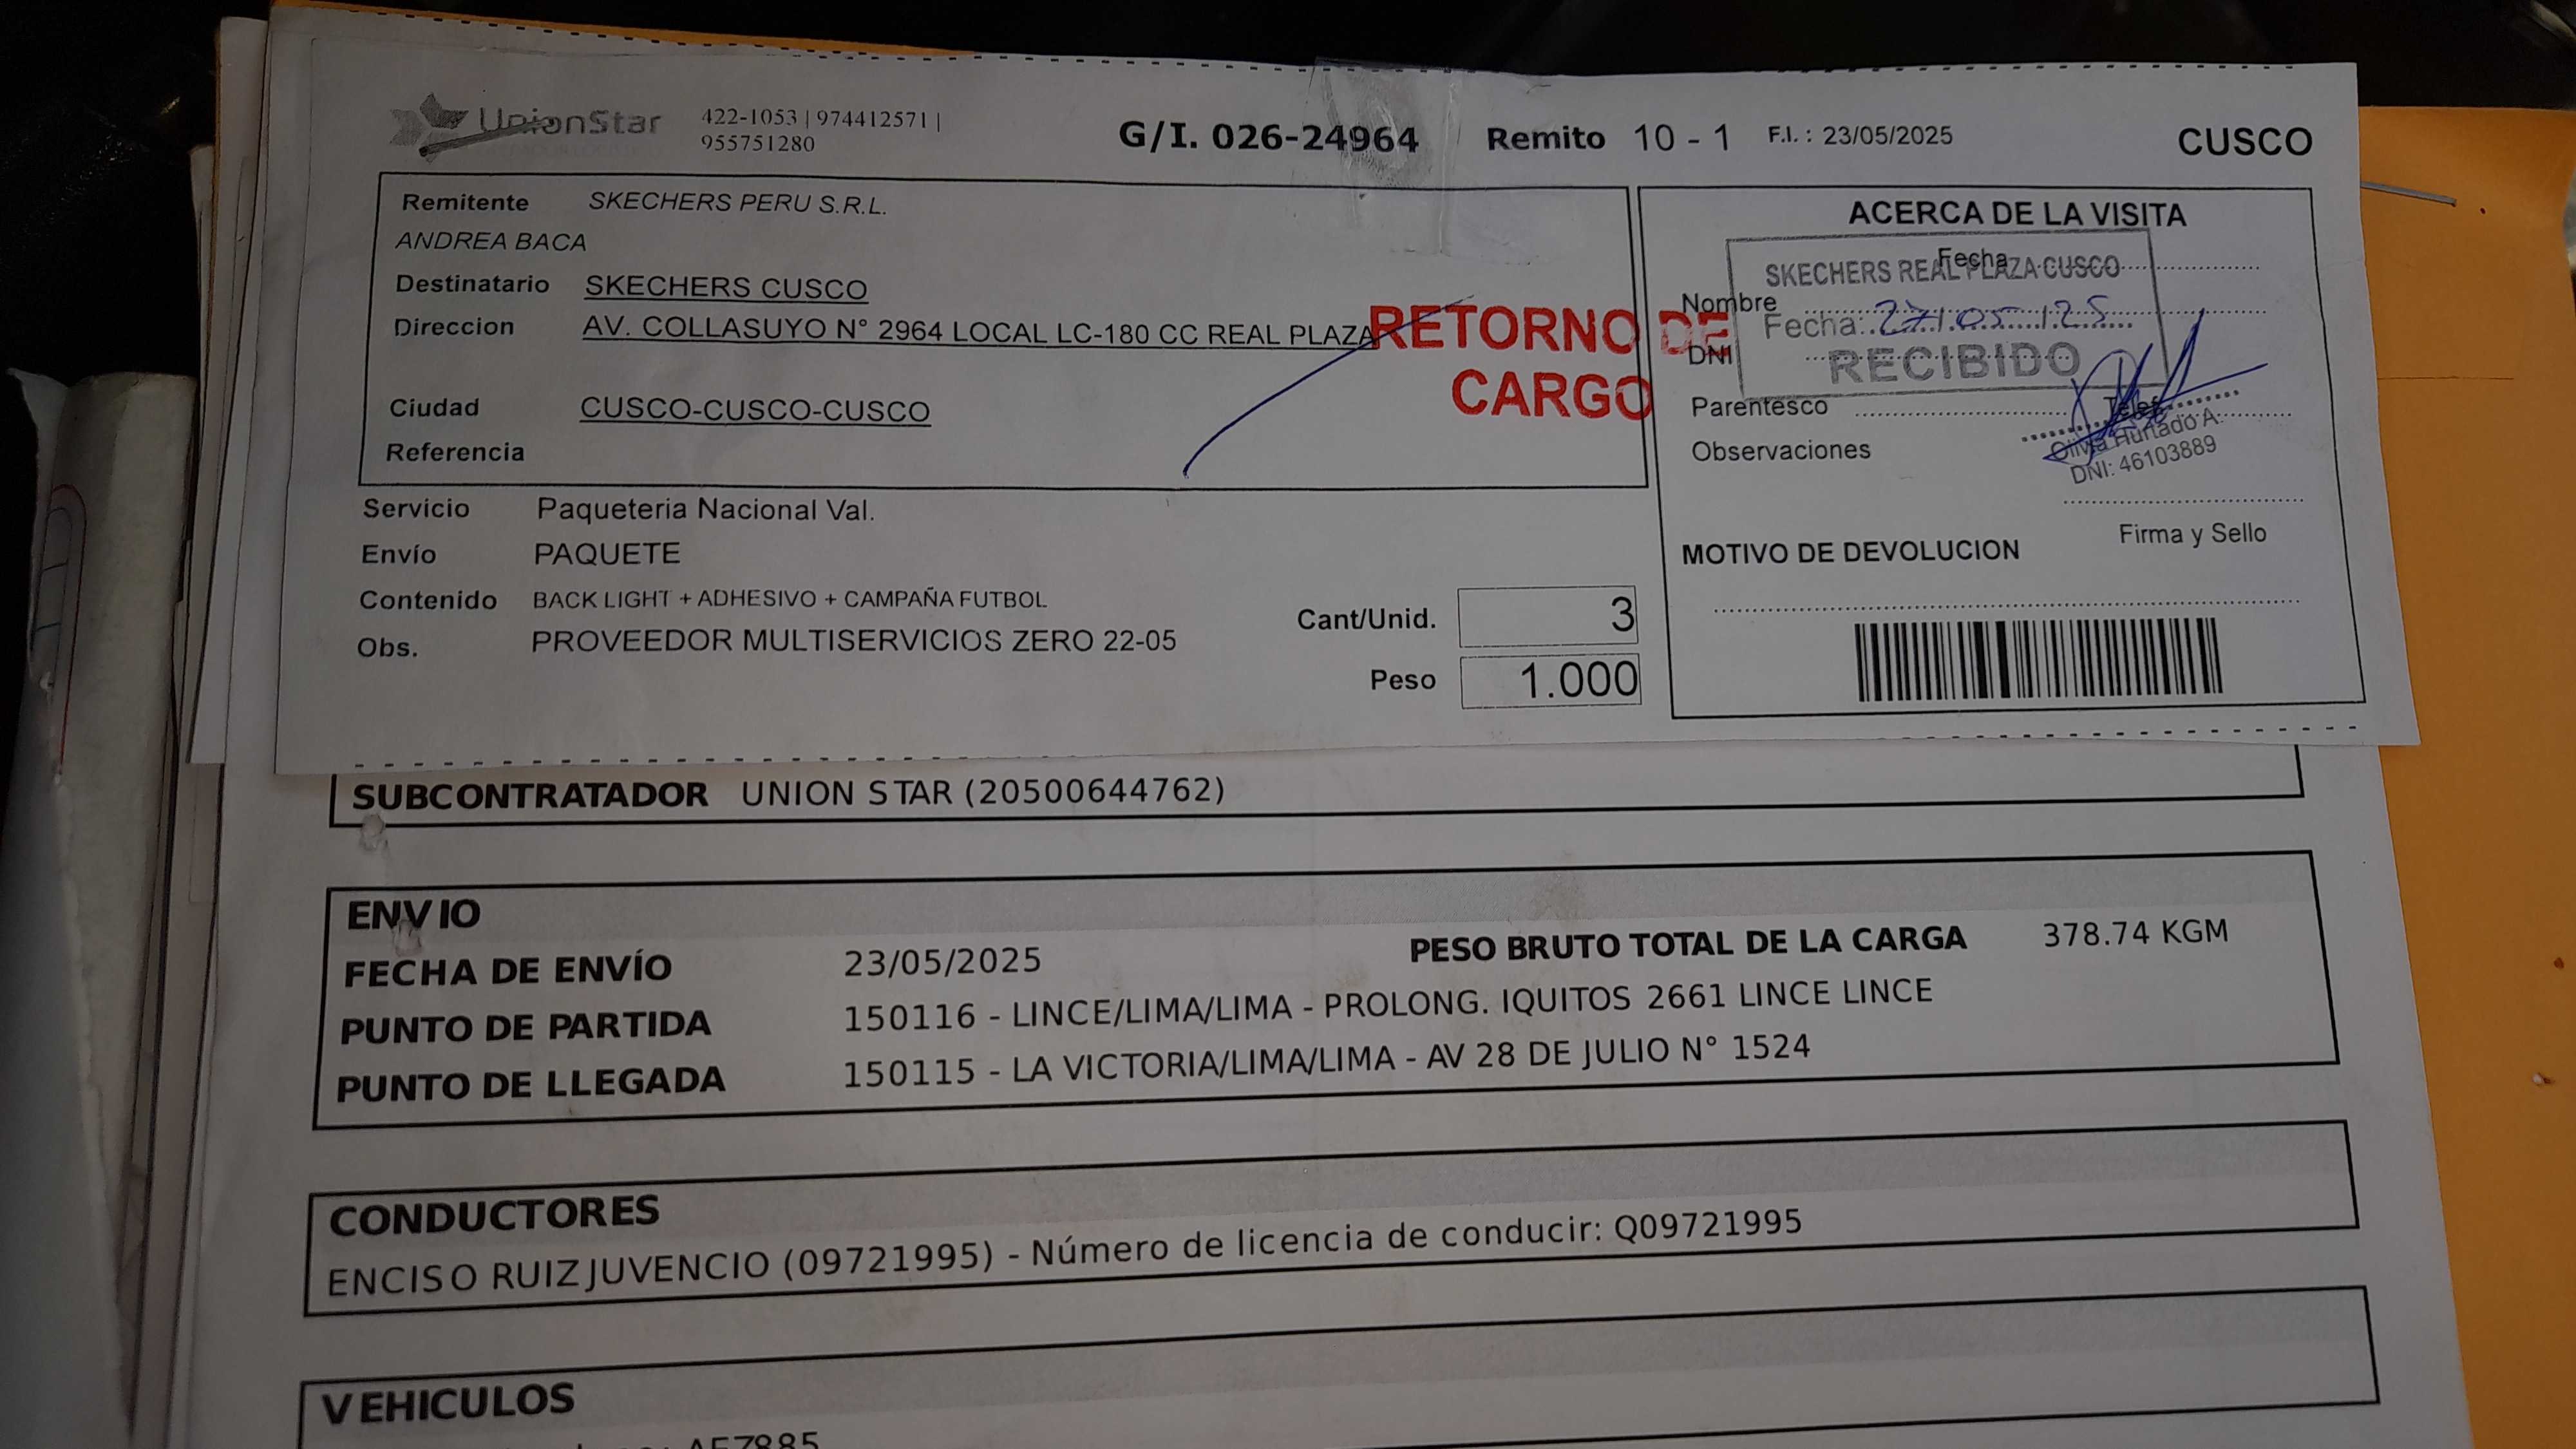 UnionStar 422-1053 | 974412571 |
955751280
G/I. 026-24964 Remito 10 - 1 F.I. : 23/05/2025 CUSCO
Remitente SKECHERS PERU S.R.L.
ANDREA BACA
Destinatario SKECHERS CUSCO
Direccion AV. COLLASUYO N° 2964 LOCAL LC-180 CC REAL PLAZA
Ciudad CUSCO-CUSCO-CUSCO
Referencia
RETORNO DE
CARGO
ACERCA DE LA VISITA
Fecha
Nombre
DNI
Parentesco Telef.
Observaciones
SKECHERS REAL PLAZA CUSCO
Fecha: 27/05/25
RECIBIDO
Olivia Hurtado A.
DNI: 46103889
Firma y Sello
MOTIVO DE DEVOLUCION
Servicio Paqueteria Nacional Val.
Envío PAQUETE
Contenido BACK LIGHT + ADHESIVO + CAMPAÑA FUTBOL
Obs. PROVEEDOR MULTISERVICIOS ZERO 22-05
Cant/Unid. 3
Peso 1.000
SUBCONTRATADOR UNION STAR (20500644762)
ENVIO
FECHA DE ENVÍO 23/05/2025 PESO BRUTO TOTAL DE LA CARGA 378.74 KGM
PUNTO DE PARTIDA 150116 - LINCE/LIMA/LIMA - PROLONG. IQUITOS 2661 LINCE LINCE
PUNTO DE LLEGADA 150115 - LA VICTORIA/LIMA/LIMA - AV 28 DE JULIO N° 1524
CONDUCTORES
ENCISO RUIZ JUVENCIO (09721995) - Número de licencia de conducir: Q09721995
VEHICULOS